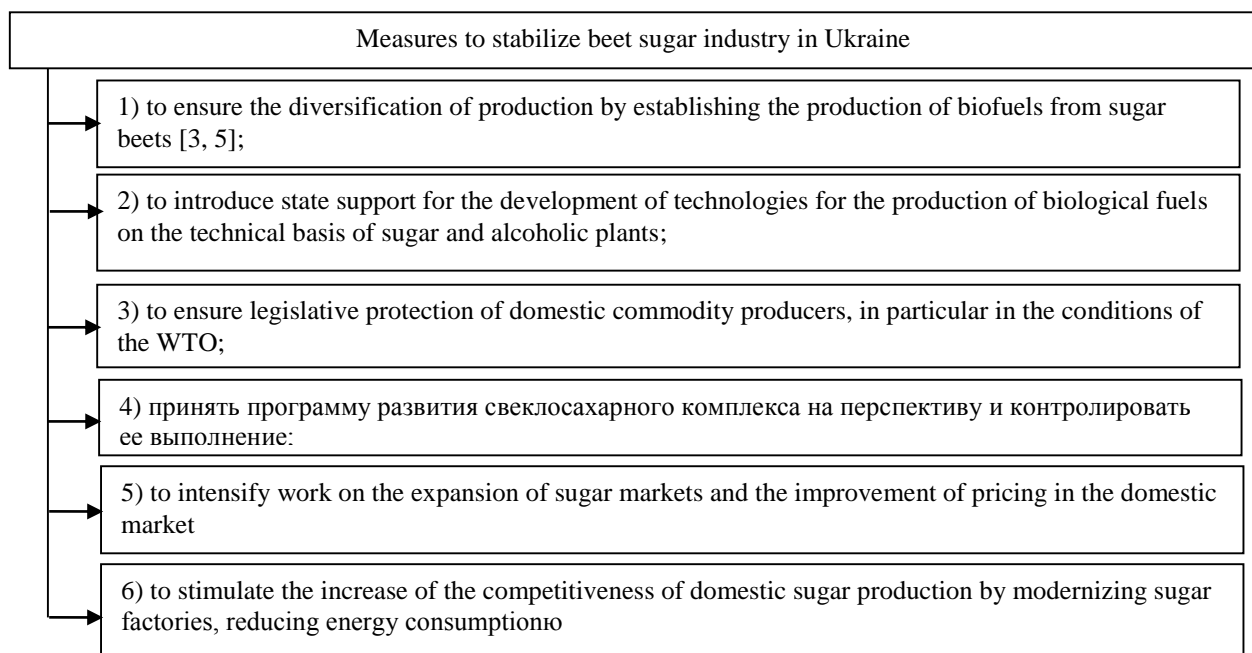 Measures to stabilize beet sugar industry in Ukraine
1) to ensure the diversification of production by establishing the production of biofuels from sugar
beets [3, 5];
2) to introduce state support for the development of technologies for the production of biological fuels
on the technical basis of sugar and alcoholic plants;
3) to ensure legislative protection of domestic commodity producers, in particular in the conditions of
the WTO;
4) принять программу развития свеклосахарного комплекса на перспективу и контролировать
ее выполнение:
5) to intensify work on the expansion of sugar markets and the improvement of pricing in the domestic
market
6) to stimulate the increase of the competitiveness of domestic sugar production by modernizing sugar
factories, reducing energy consumptionю